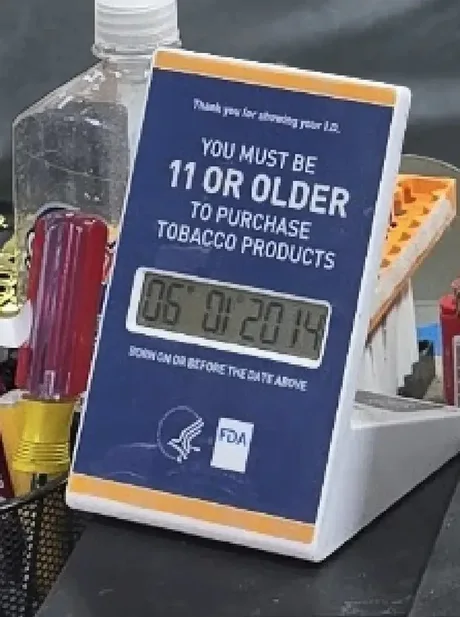 Thank you for showing your I.D.
YOU MUST BE
11 OR OLDER
TO PURCHASE
TOBACCO PRODUCTS
06 01 2014
BORN ON OR BEFORE THE DATE ABOVE
FDA